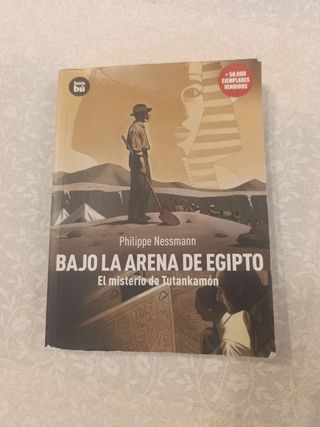 bam
bú
+ 50.000
EJEMPLARES
VENDIDOS
Philippe Nessmann
BAJO LA ARENA DE EGIPTO
El misterio de Tutankamón